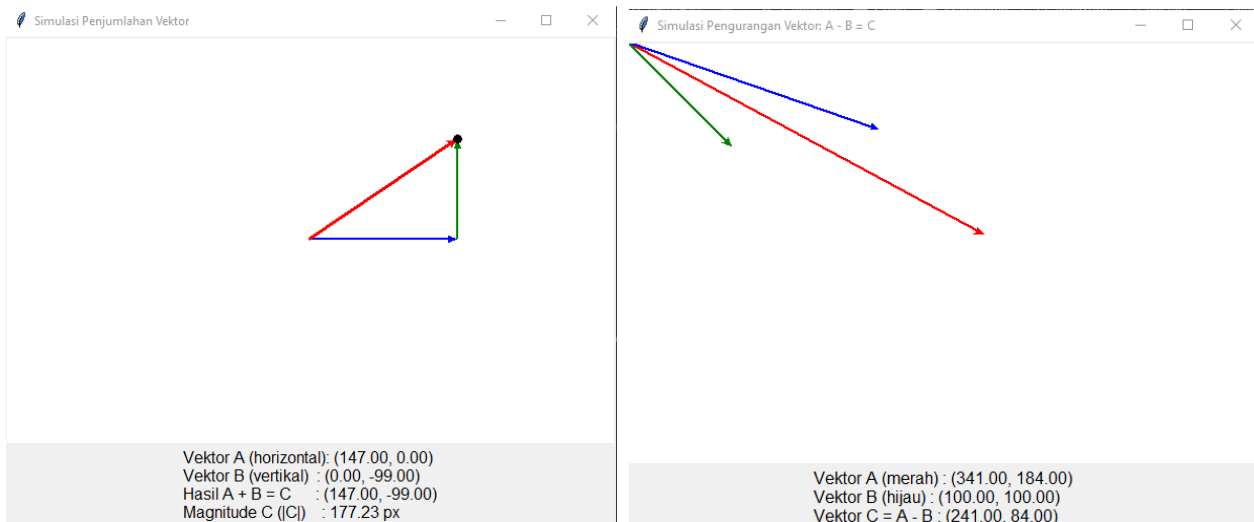 Simulasi Penjumlahan Vektor
Vektor A (horizontal): (147.00, 0.00)
Vektor B (vertikal) : (0.00, -99.00)
Hasil A + B = C : (147.00, -99.00)
Magnitude C (|C|) : 177.23 px
Simulasi Pengurangan Vektor: A - B = C
Vektor A (merah) : (341.00, 184.00)
Vektor B (hijau) : (100.00, 100.00)
Vektor C = A - B : (241.00, 84.00)